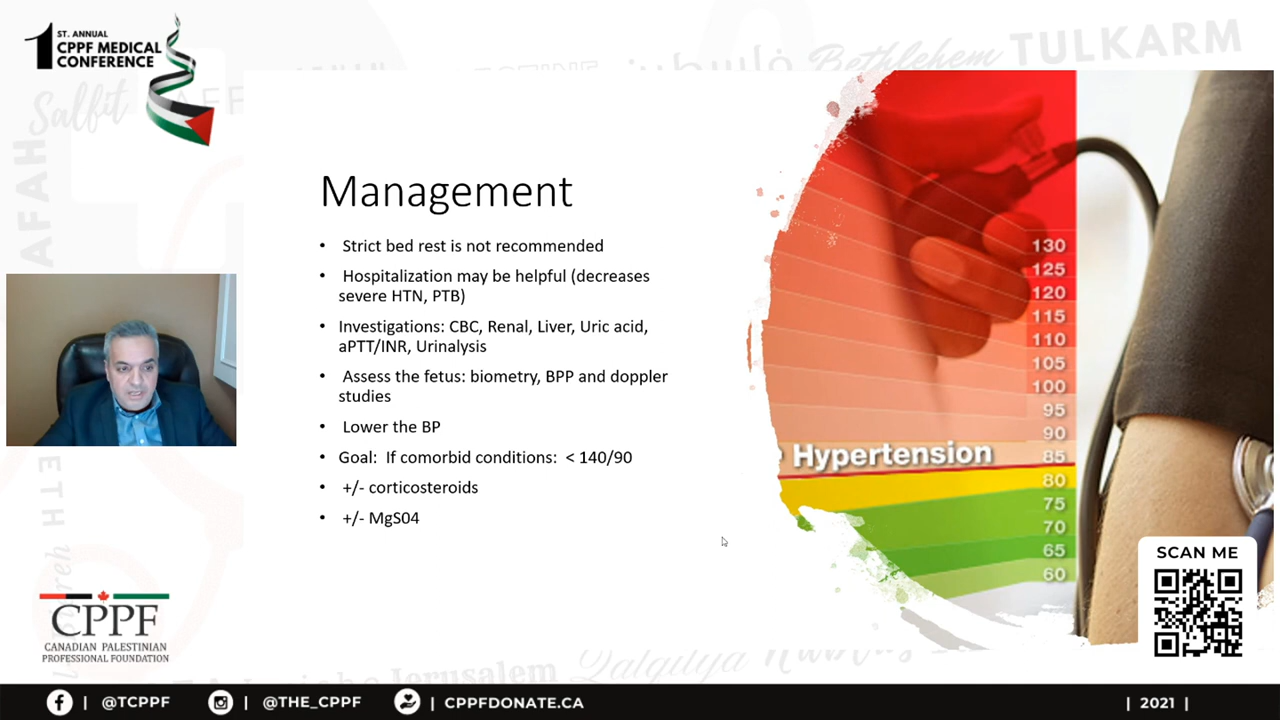 1 ST. ANNUAL
CPPF MEDICAL
CONFERENCE
Salfit
Bethlehem
TULKARM
فلسطين
AFAH
Management
• Strict bed rest is not recommended
• Hospitalization may be helpful (decreases
severe HTN, PTB)
• Investigations: CBC, Renal, Liver, Uric acid,
aPTT/INR, Urinalysis
• Assess the fetus: biometry, BPP and doppler
studies
• Lower the BP
• Goal: If comorbid conditions: < 140/90
• +/- corticosteroids
• +/- MgS04
130
125
120
115
110
105
100
95
90
Hypertension
85
80
75
70
65
60
SCAN ME
CPPF
CANADIAN PALESTINIAN
PROFESSIONAL FOUNDATION
Jerusalem
Qalqilya
| @TCPPF | @THE_CPPF | CPPFDONATE.CA | 2021 |